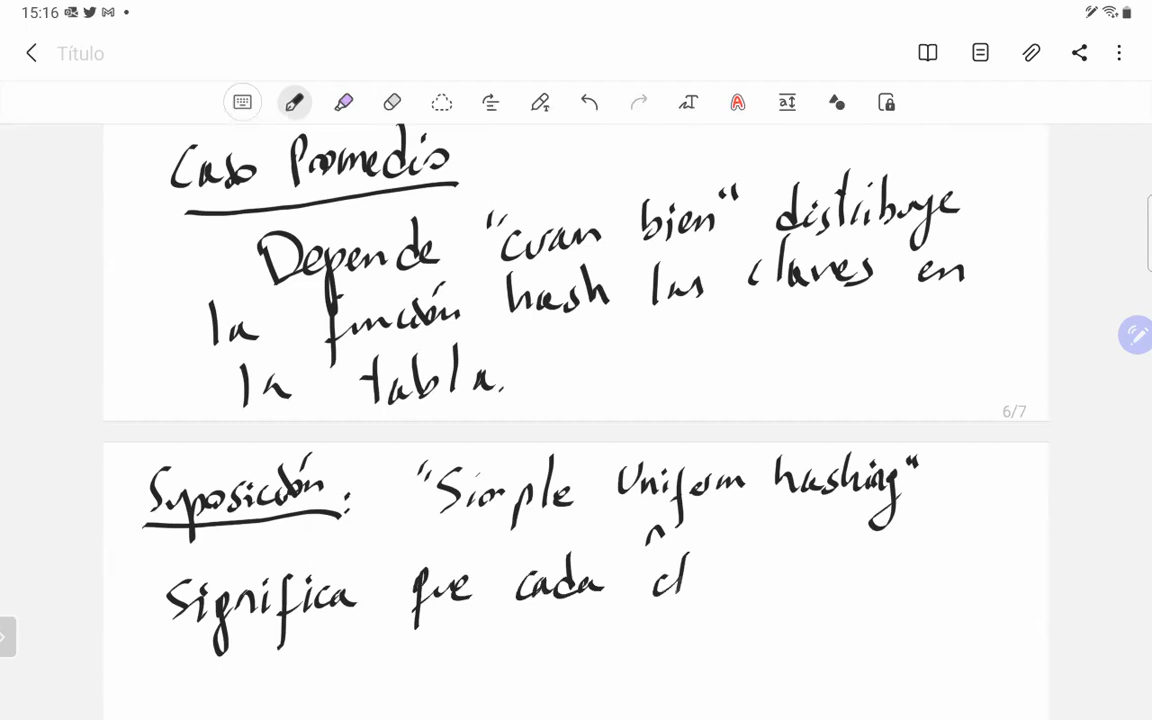 15:16
Título
Caso Promedio
Depende "cuan bien" distribuye
la función hash las claves en
la tabla.
6/7
Suposición: "Simple Uniform hashing"
significa que cada cl